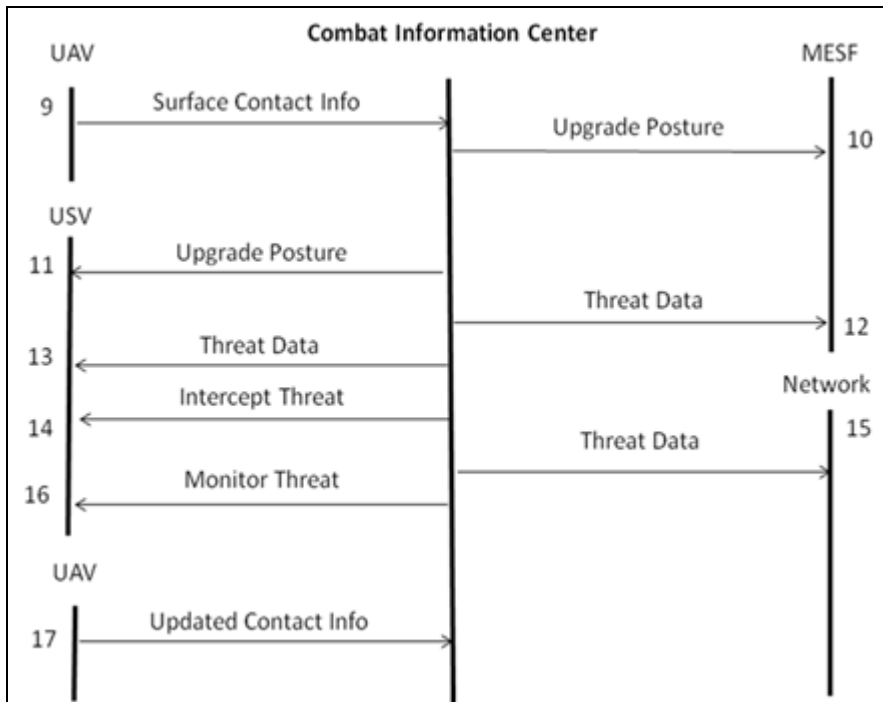 Combat Information Center
UAV
MESF
9
Surface Contact Info
Upgrade Posture
10
USV
11
Upgrade Posture
Threat Data
12
13
Threat Data
Network
Intercept Threat
14
15
Threat Data
16
Monitor Threat
UAV
17
Updated Contact Info